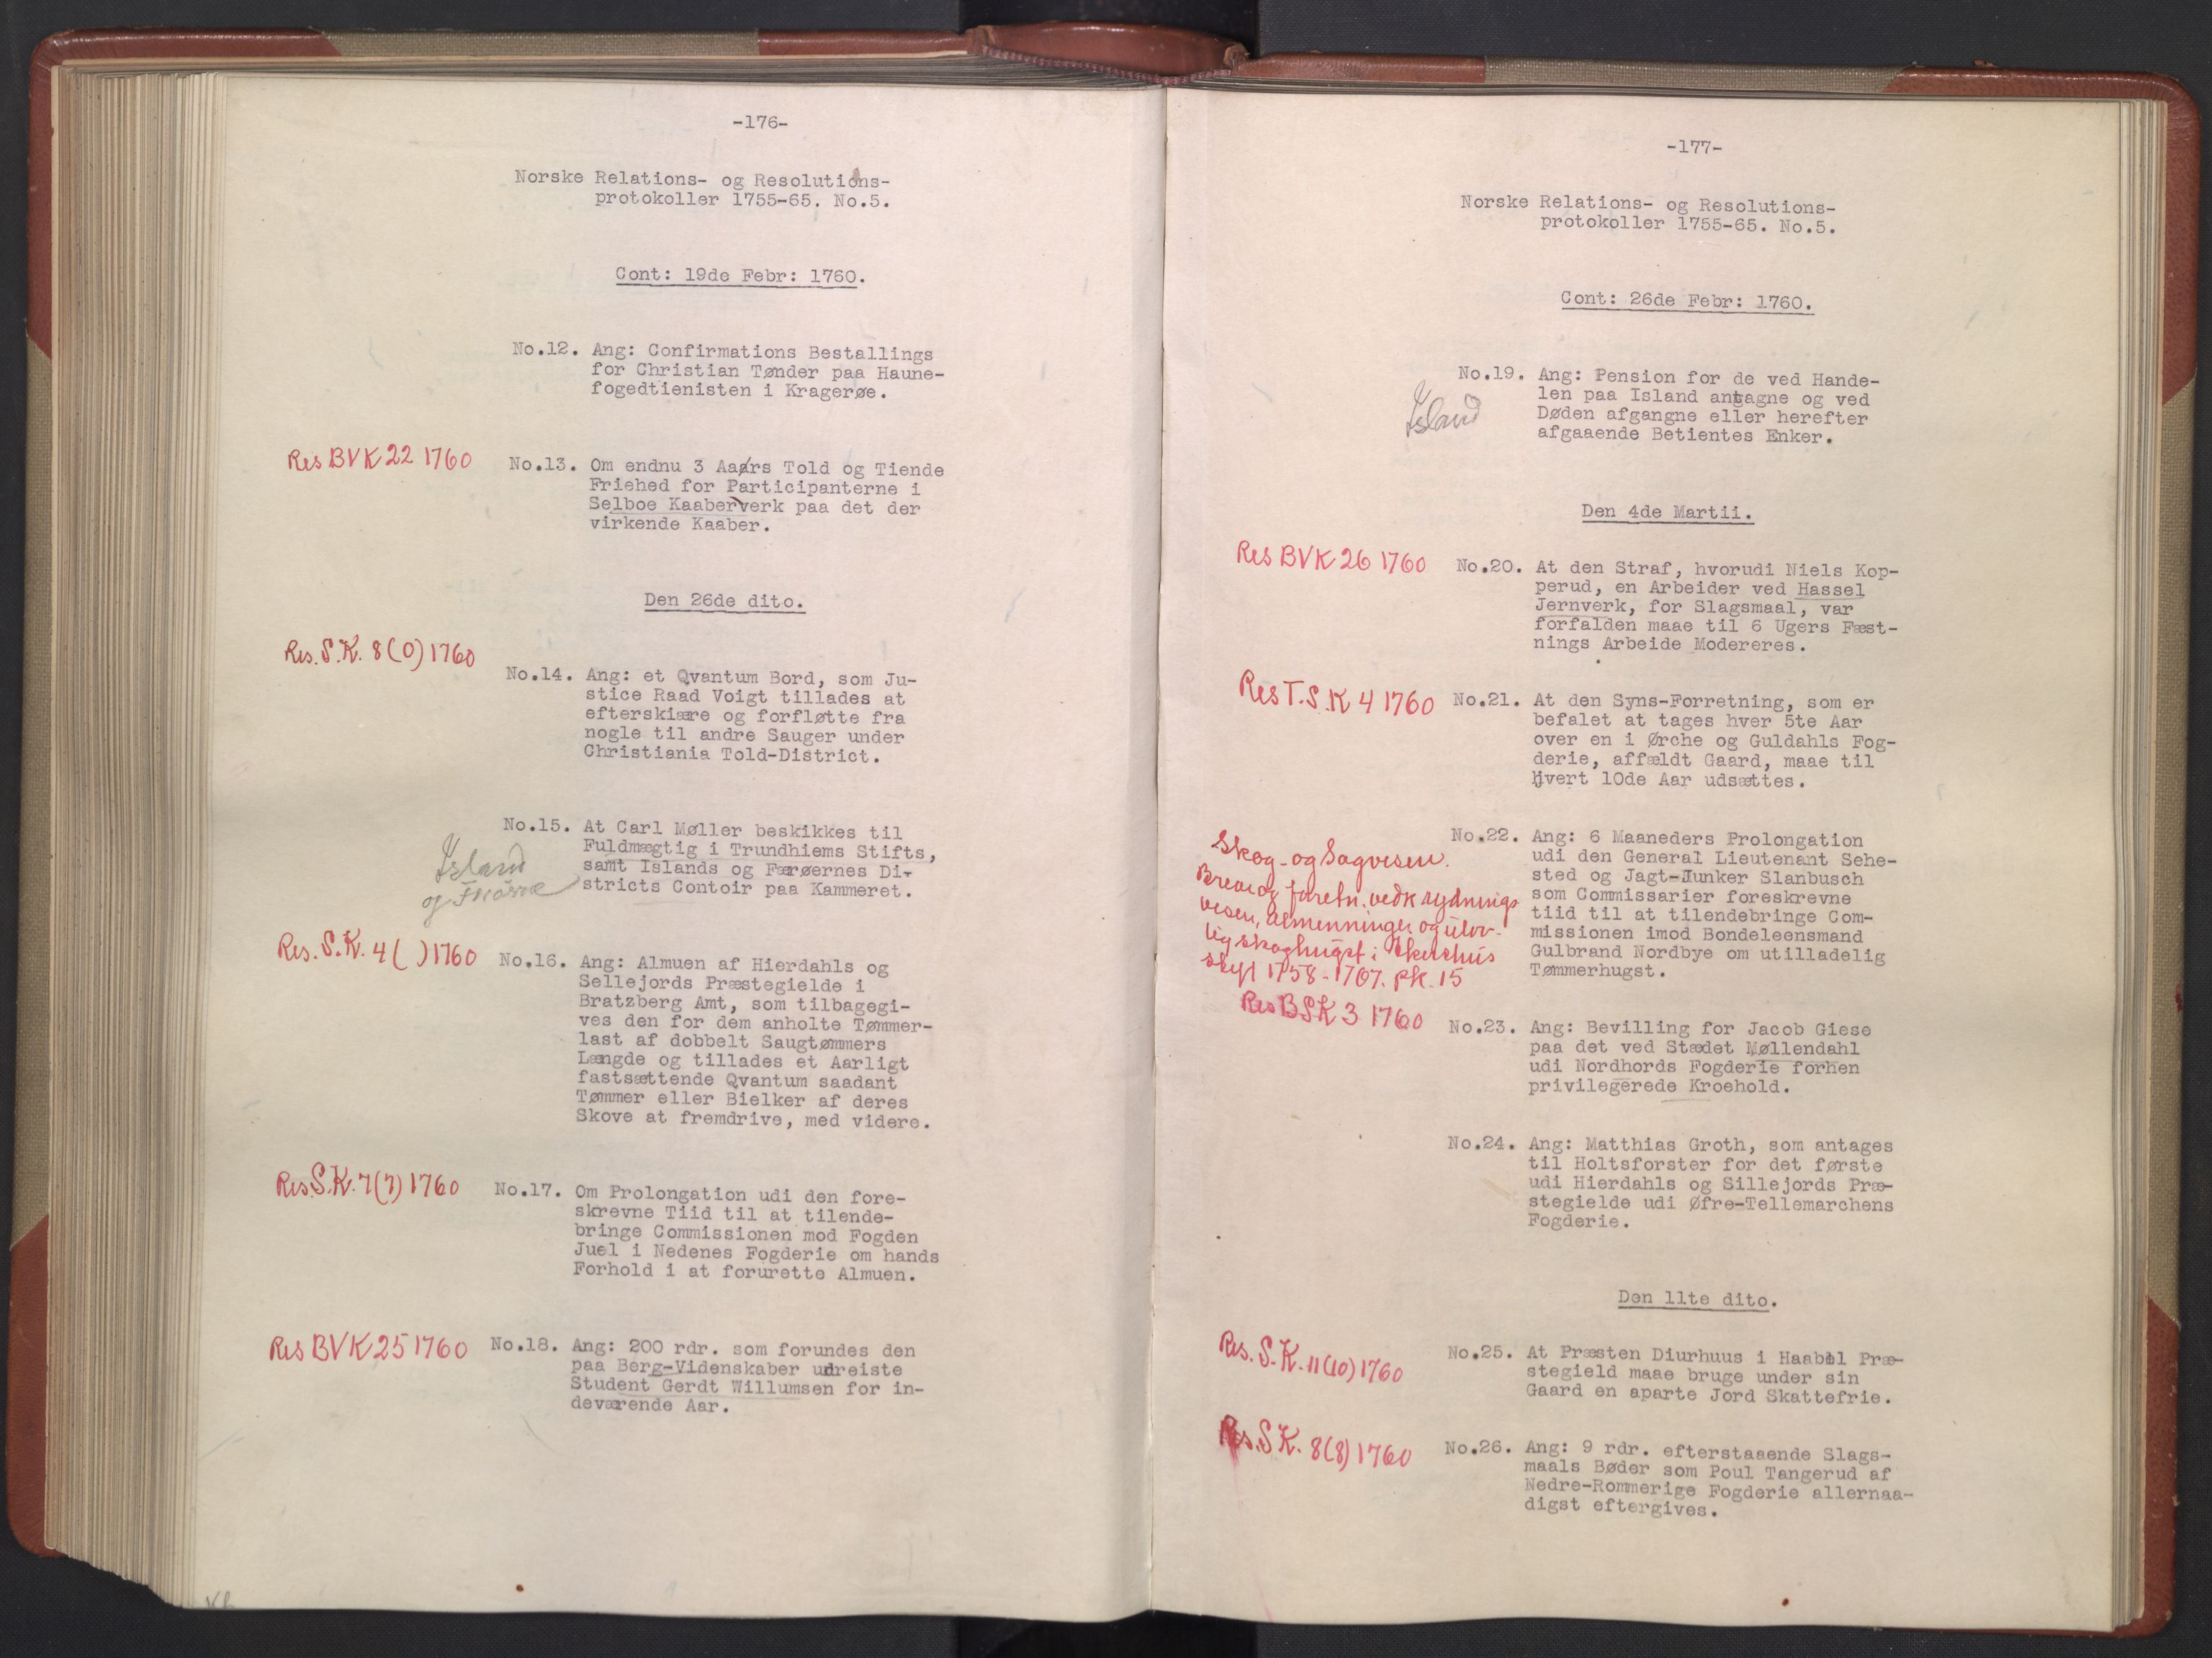 -176-
Norske Relations- og Resolutions-
protokoller 1755-65. No.5.
Cont: 19de Febr: 1760.
No.12. Ang: Confirmations Bestallings
for Christian Tønder paa Haune-
fogedtienisten i Kragerøe.
Res BVK 22 1760
No.13. Om endnu 3 Aaårs Told og Tiende
Friehed for Participanterne i
Selboe Kaaberverk paa det der
virkende Kaaber.
Den 26de dito.
Res. S.K. 8(0) 1760
No.14. Ang: et Qvantum Bord, som Ju-
stice Raad Voigt tillades at
efterskiære og forfløtte fra
nogle til andre Sauger under
Christiania Told-District.
No.15. At Carl Møller beskikkes til
Fuldmægtig i Trundhiems Stifts,
samt Islands og Færøernes Di-
stricts Contoir paa Kammeret.
Island
og Færöerne
Res. S.K. 4 ( ) 1760
No.16. Ang: Almuen af Hierdahls og
Sellejords Præstegielde i
Bratzberg Amt, som tilbagegi-
ves den for dem anholte Tømmer-
last af dobbelt Saugtømmers
Længde og tillades et Aarligt
fastsættende Qvantum saadant
Tømmer eller Bielker af deres
Skove at fremdrive, med videre.
Res. S.K. 7(7) 1760
No.17. Om Prolongation udi den fore-
skrevne Tiid til at tilende-
bringe Commissionen mod Fogden
Juel i Nedenes Fogderie om hands
Forhold i at forurette Almuen.
Res BVK 25 1760
No.18. Ang: 200 rdr. som forundes den
paa Berg-Videnskaber udreiste
Student Gerdt Willumsen for in-
deværende Aar.
-177-
Norske Relations- og Resolutions-
protokoller 1755-65. No.5.
Cont: 26de Febr: 1760.
No.19. Ang: Pension for de ved Hande-
len paa Island antagne og ved
Døden afgangne eller herefter
afgaaende Betientes Enker.
Island
Den 4de Martii.
Res BVK 26 1760
No.20. At den Straf, hvorudi Niels Kop-
perud, en Arbeider ved Hassel
Jernverk, for Slagsmaal, var
forfalden maae til 6 Ugers Fæst-
nings Arbeide Modereres.
Res T.S.K 4 1760
No.21. At den Syns-Forretning, som er
befalet at tages hver 5te Aar
over en i Ørche og Guldahls Fog-
derie, affældt Gaard, maae til
hvert 10de Aar udsættes.
No.22. Ang: 6 Maaneders Prolongation
udi den General Lieutenant Sehe-
sted og Jagt-Junker Slanbusch
som Commissarier foreskrevne
tiid til at tilendebringe Com-
missionen imod Bondeleensmand
Gulbrand Nordbye om utilladelig
Tømmerhugst.
Skog- og Sagvesen.
Breve og foretn. vedk rydnings
vesen, Almenninger og ulov-
lig skoghugst i Akershus
Stift 1758-1767. Pk. 15
Res BSK 3 1760
No.23. Ang: Bevilling for Jacob Giese
paa det ved Stædet Møllendahl
udi Nordhords Fogderie forhen
privilegerede Kroehold.
No.24. Ang: Matthias Groth, som antages
til Holtsforster for det første
udi Hierdahls og Sillejords Præ-
stegielde udi Øfre-Tellemarchens
Fogderie.
Den 11te dito.
Res. S.K. 11(10) 1760
No.25. At Præsten Diurhuus i Haabøl Præ-
stegield maae bruge under sin
Gaard en aparte Jord Skattefrie.
Res. S.K. 8(8) 1760
No.26. Ang: 9 rdr. efterstaaende Slags-
maals Bøder som Poul Tangerud af
Nedre-Rommerige Fogderie allernaa-
digst eftergives.